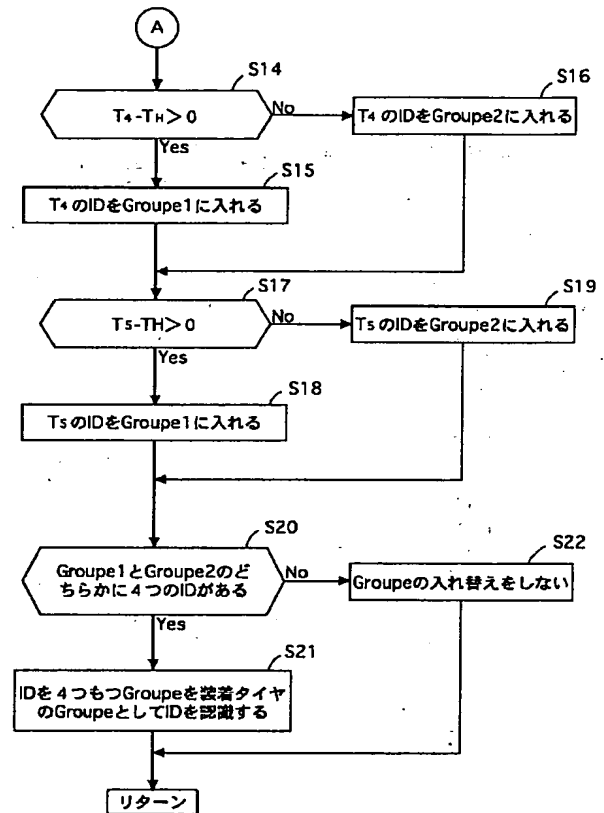 A
S14
T4-TH>0
No
Yes
S16
T4のIDをGroupe2に入れる
S15
T4のIDをGroupe1に入れる
S17
T5-TH>0
No
Yes
S19
T5のIDをGroupe2に入れる
S18
T5のIDをGroupe1に入れる
S20
Groupe1とGroupe2のど
ちらかに4つのIDがある
No
Yes
S22
Groupeの入れ替えをしない
S21
IDを4つもつGroupeを装着タイヤ
のGroupeとしてIDを認識する
リターン